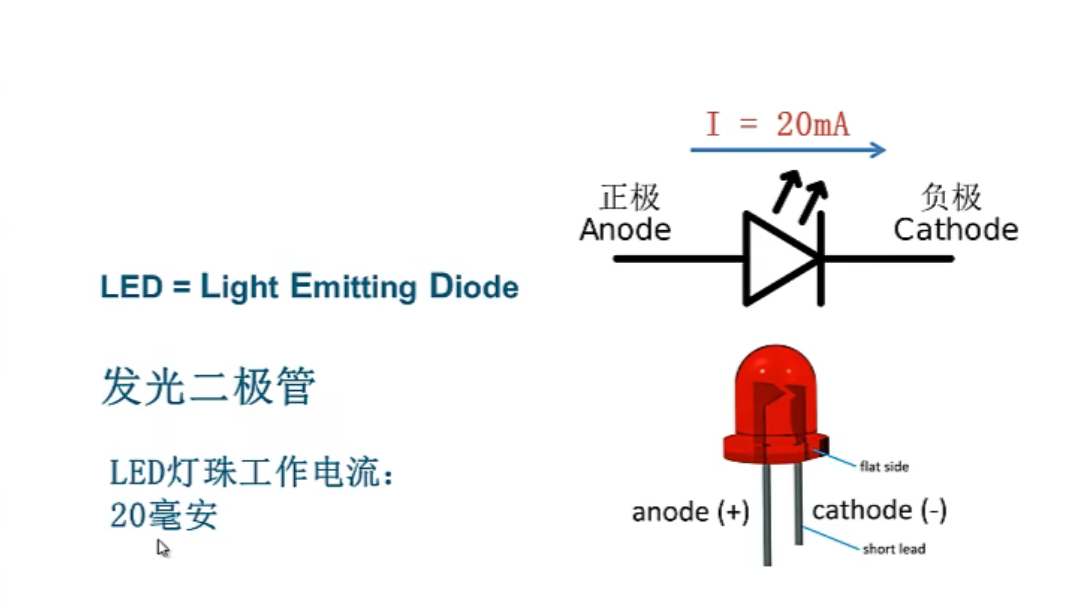 I = 20mA
正极
Anode
负极
Cathode
LED = Light Emitting Diode
发光二极管
LED灯珠工作电流:
20毫安
flat side
anode (+)
cathode (-)
short lead